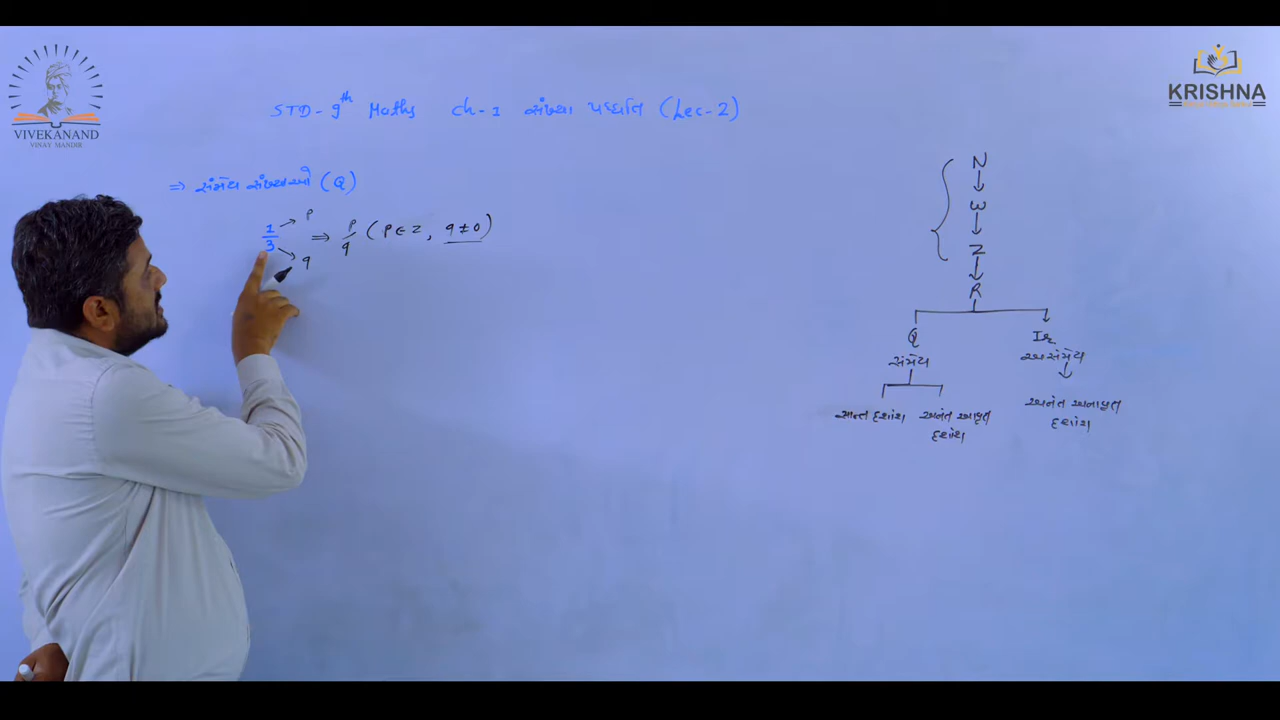 VIVEKANAND
VINAY MANDIR
KRISHNA
STD - 9th Maths ch-1 સંખ્યા પધ્ધતિ (Lec-2)
⇒ સંમેય સંખ્યાઓ (Q)
1/3 → p → q ⇒ p/q (P ∈ Z, q ≠ 0)
N
↓
W
↓
Z
↓
R
Q Ir
સંમેય અસંમેય
સાન્ત દશાંશ અનંત આવૃત દશાંશ
અનંત અનાવૃત દશાંશ